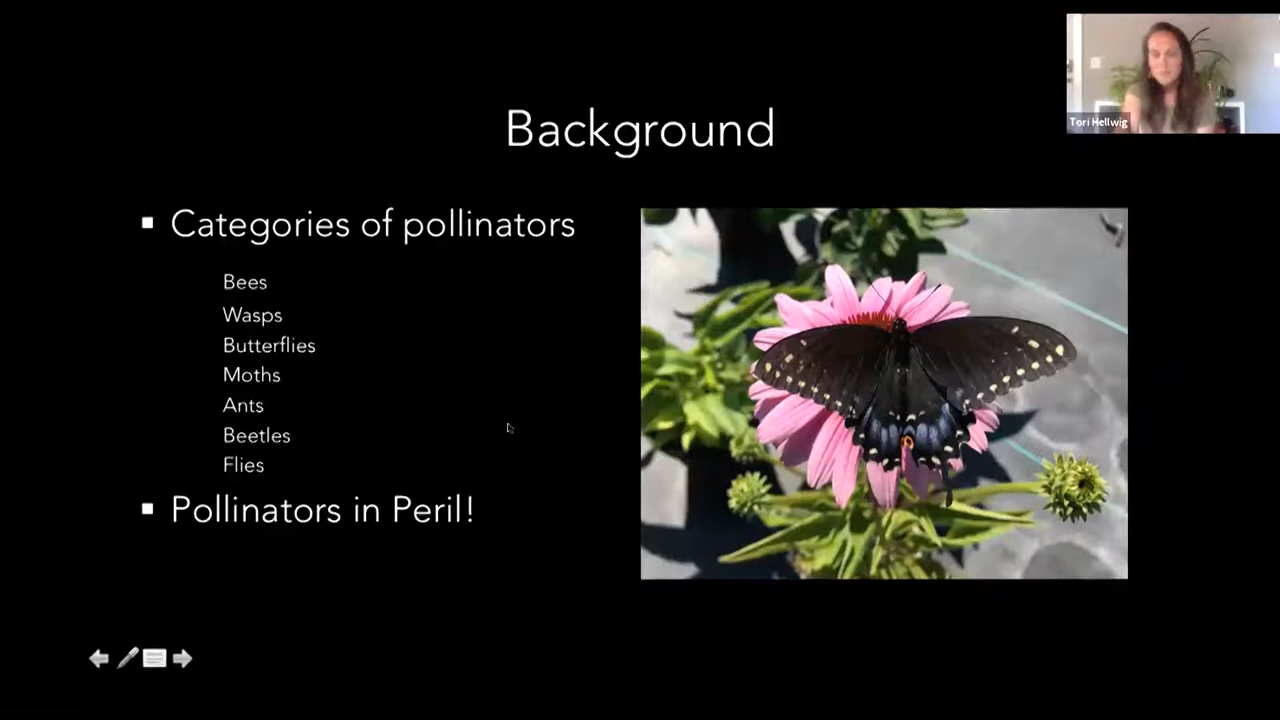 Background
Categories of pollinators
Bees
Wasps
Butterflies
Moths
Ants
Beetles
Flies
Pollinators in Peril!
Tori Hellwig